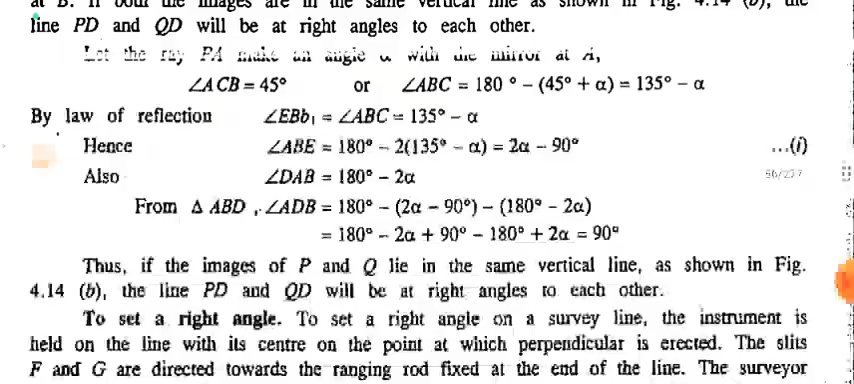 line PD and QD will be at right angles to each other.
Let the ray PA make an angle α with the mirror at A,
∠ACB = 45° or ∠ABC = 180 ° – (45° + α) = 135° – α
By law of reflection ∠EBb₁ = ∠ABC = 135° – α
Hence ∠ABE = 180° – 2(135° – α) = 2α – 90° ...(i)
Also ∠DAB = 180° – 2α 96/277
From Δ ABD , ∠ADB = 180° – (2α – 90°) – (180° – 2α)
= 180° – 2α + 90° – 180° + 2α = 90°
Thus, if the images of P and Q lie in the same vertical line, as shown in Fig.
4.14 (b), the line PD and QD will be at right angles to each other.
To set a right angle. To set a right angle on a survey line, the instrument is
held on the line with its centre on the point at which perpendicular is erected. The slits
F and G are directed towards the ranging rod fixed at the end of the line. The surveyor